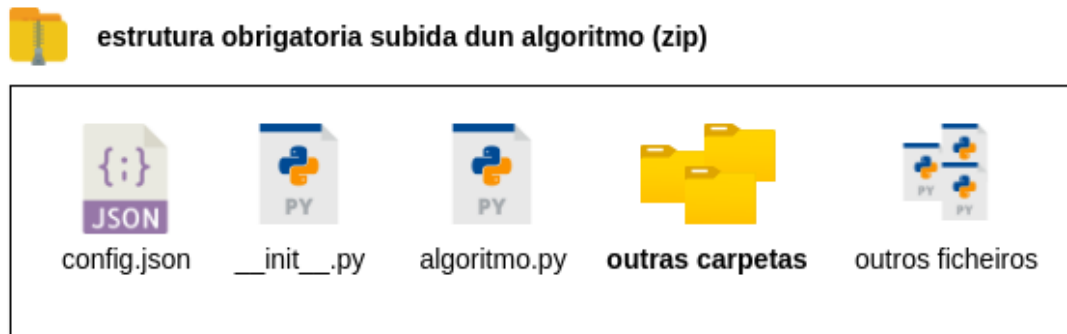 estrutura obrigatoria subida dun algoritmo (zip)
{;}
JSON
PY
PY
PY
PY
PY
config.json
__init__.py
algoritmo.py
outras carpetas
outros ficheiros